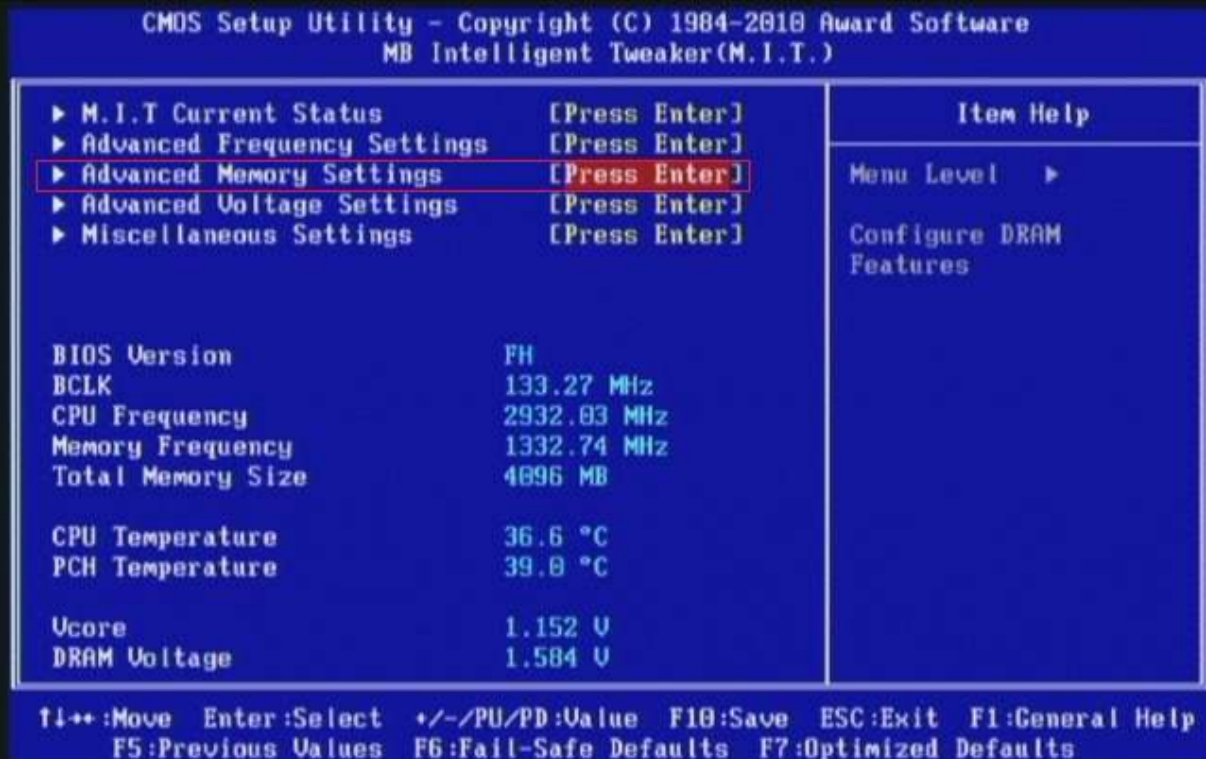 CMOS Setup Utility - Copyright (C) 1984-2010 Award Software
MB Intelligent Tweaker(M.I.T.)
▶ M.I.T Current Status [Press Enter]
▶ Advanced Frequency Settings [Press Enter]
▶ Advanced Memory Settings [Press Enter]
▶ Advanced Voltage Settings [Press Enter]
▶ Miscellaneous Settings [Press Enter]
BIOS Version FH
BCLK 133.27 MHz
CPU Frequency 2932.03 MHz
Memory Frequency 1332.74 MHz
Total Memory Size 4096 MB
CPU Temperature 36.6 °C
PCH Temperature 39.0 °C
Vcore 1.152 V
DRAM Voltage 1.584 V
Item Help
Menu Level ▶
Configure DRAM
Features
↑↓→←:Move Enter:Select +/-/PU/PD:Value F10:Save ESC:Exit F1:General Help
F5:Previous Values F6:Fail-Safe Defaults F7:Optimized Defaults